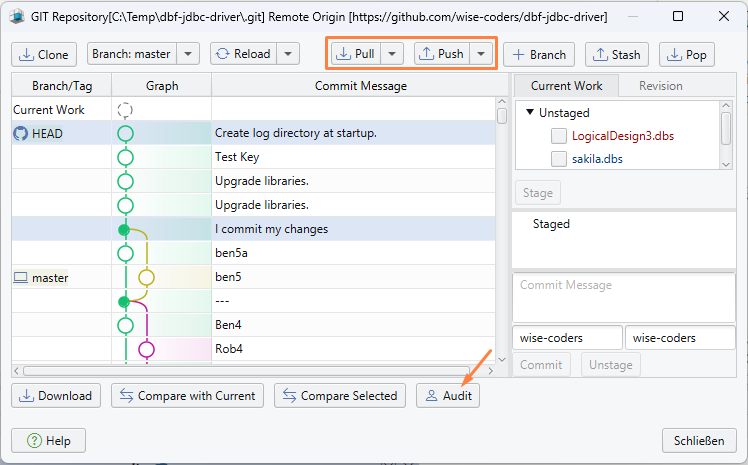 GIT Repository[C:\Temp\dbf-jdbc-driver\.git] Remote Origin [https://github.com/wise-coders/dbf-jdbc-driver]
Clone Branch: master Reload Pull Push Branch Stash Pop
Branch/Tag Graph Commit Message
Current Work
HEAD Create log directory at startup.
Test Key
Upgrade libraries.
Upgrade libraries.
I commit my changes
ben5a
master ben5
---
Ben4
Rob4
Current Work Revision
Unstaged
LogicalDesign3.dbs
sakila.dbs
Stage
Staged
Commit Message
wise-coders wise-coders
Commit Unstage
Download Compare with Current Compare Selected Audit
Help Schließen